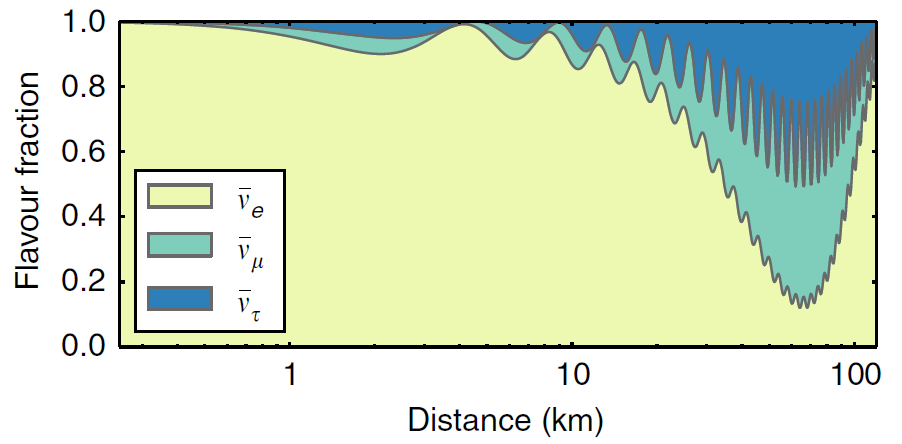 Flavour fraction
1.0
0.8
0.6
0.4
0.2
0.0
ν̅e
ν̅μ
ν̅τ
1 10 100
Distance (km)